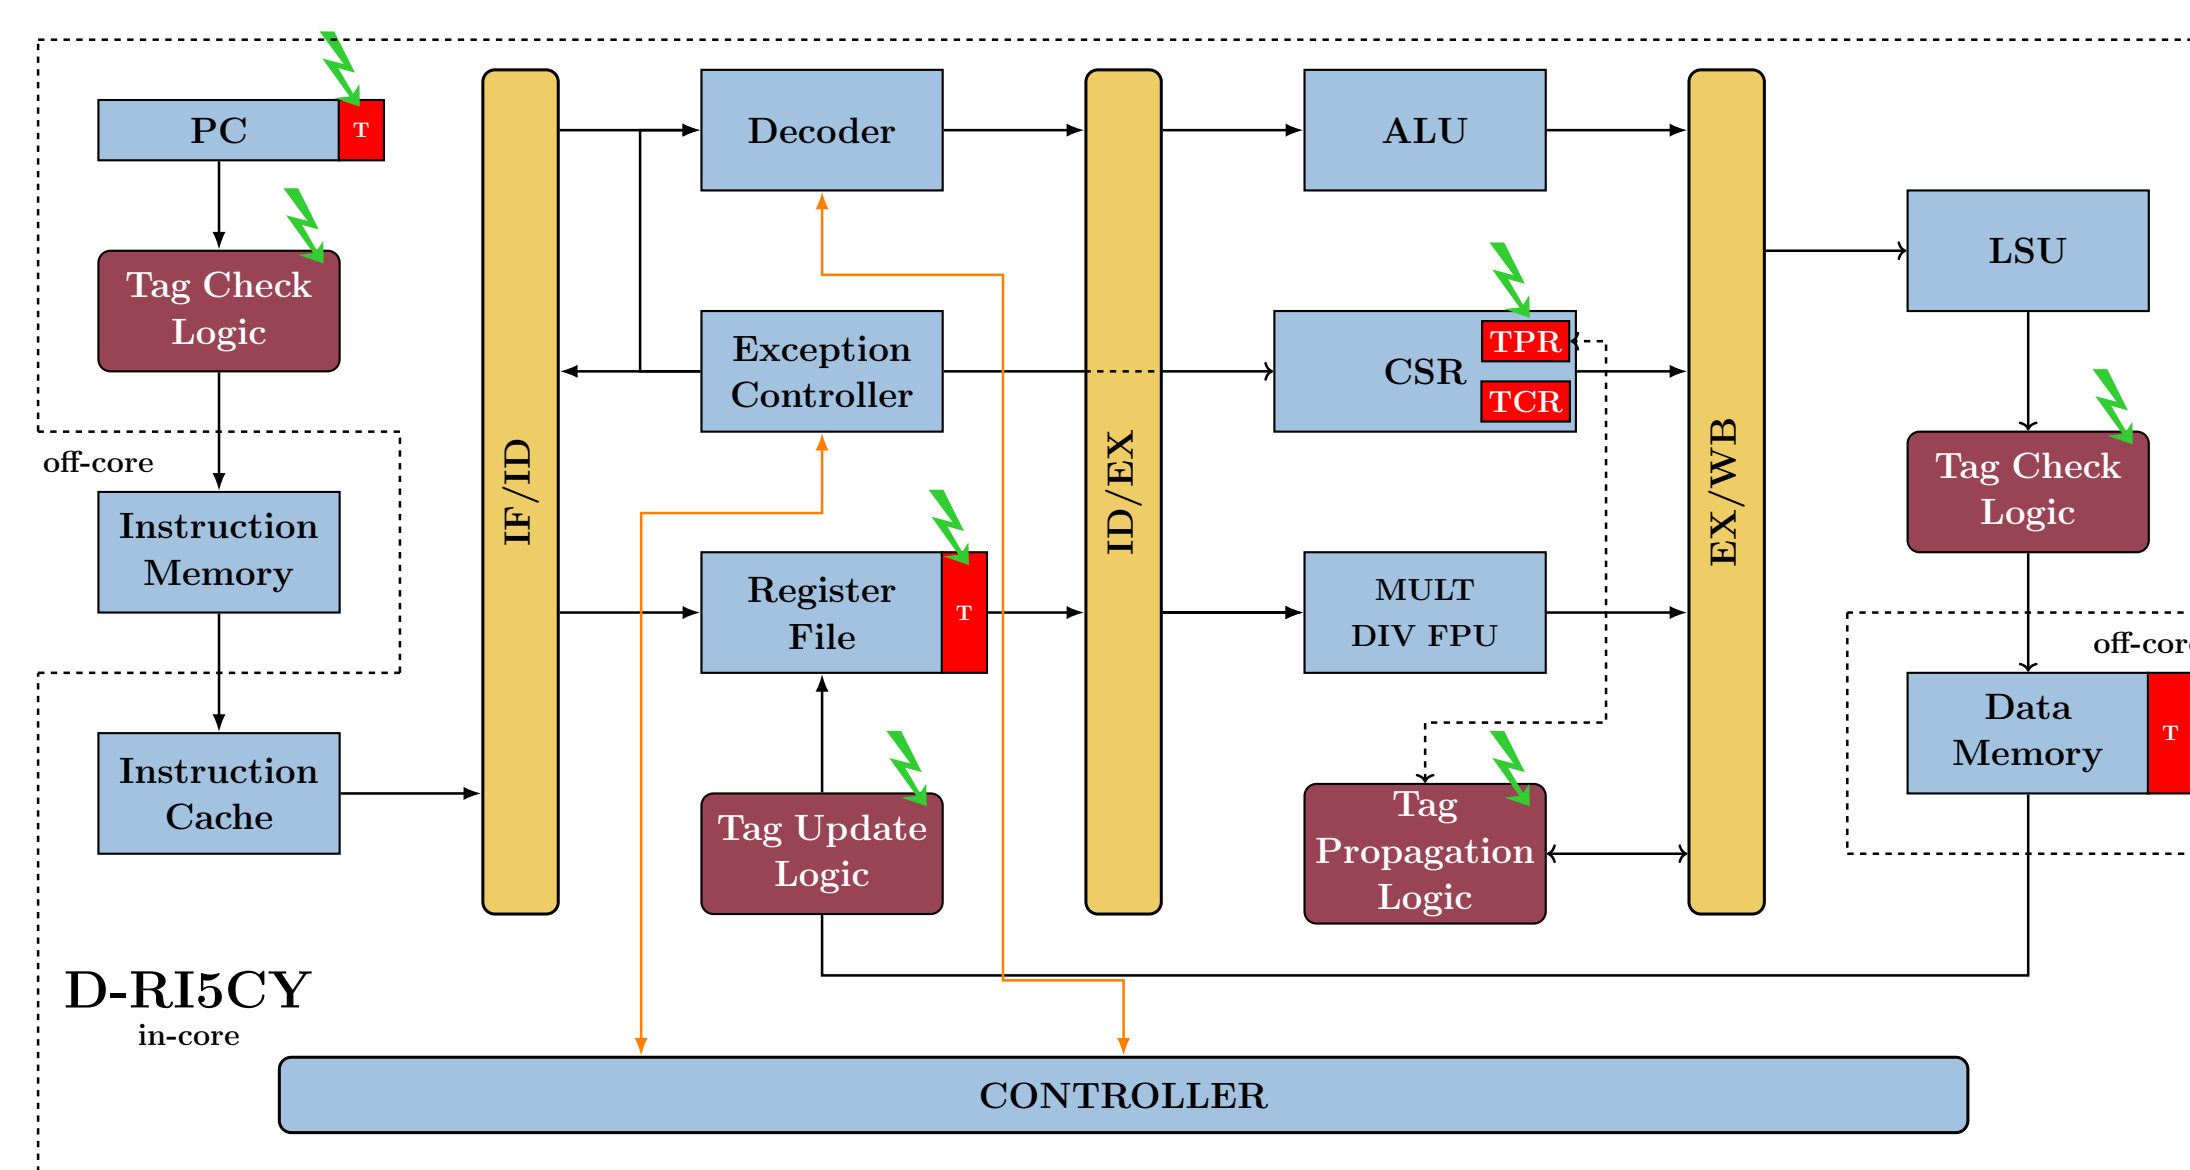 PC
T
Tag Check
Logic
off-core
Instruction
Memory
Instruction
Cache
D-RI5CY
in-core
IF/ID
Decoder
Exception
Controller
Register
File
T
Tag Update
Logic
ID/EX
ALU
CSR
TPR
TCR
MULT
DIV FPU
Tag
Propagation
Logic
EX/WB
LSU
Tag Check
Logic
off-cor
Data
Memory
T
CONTROLLER